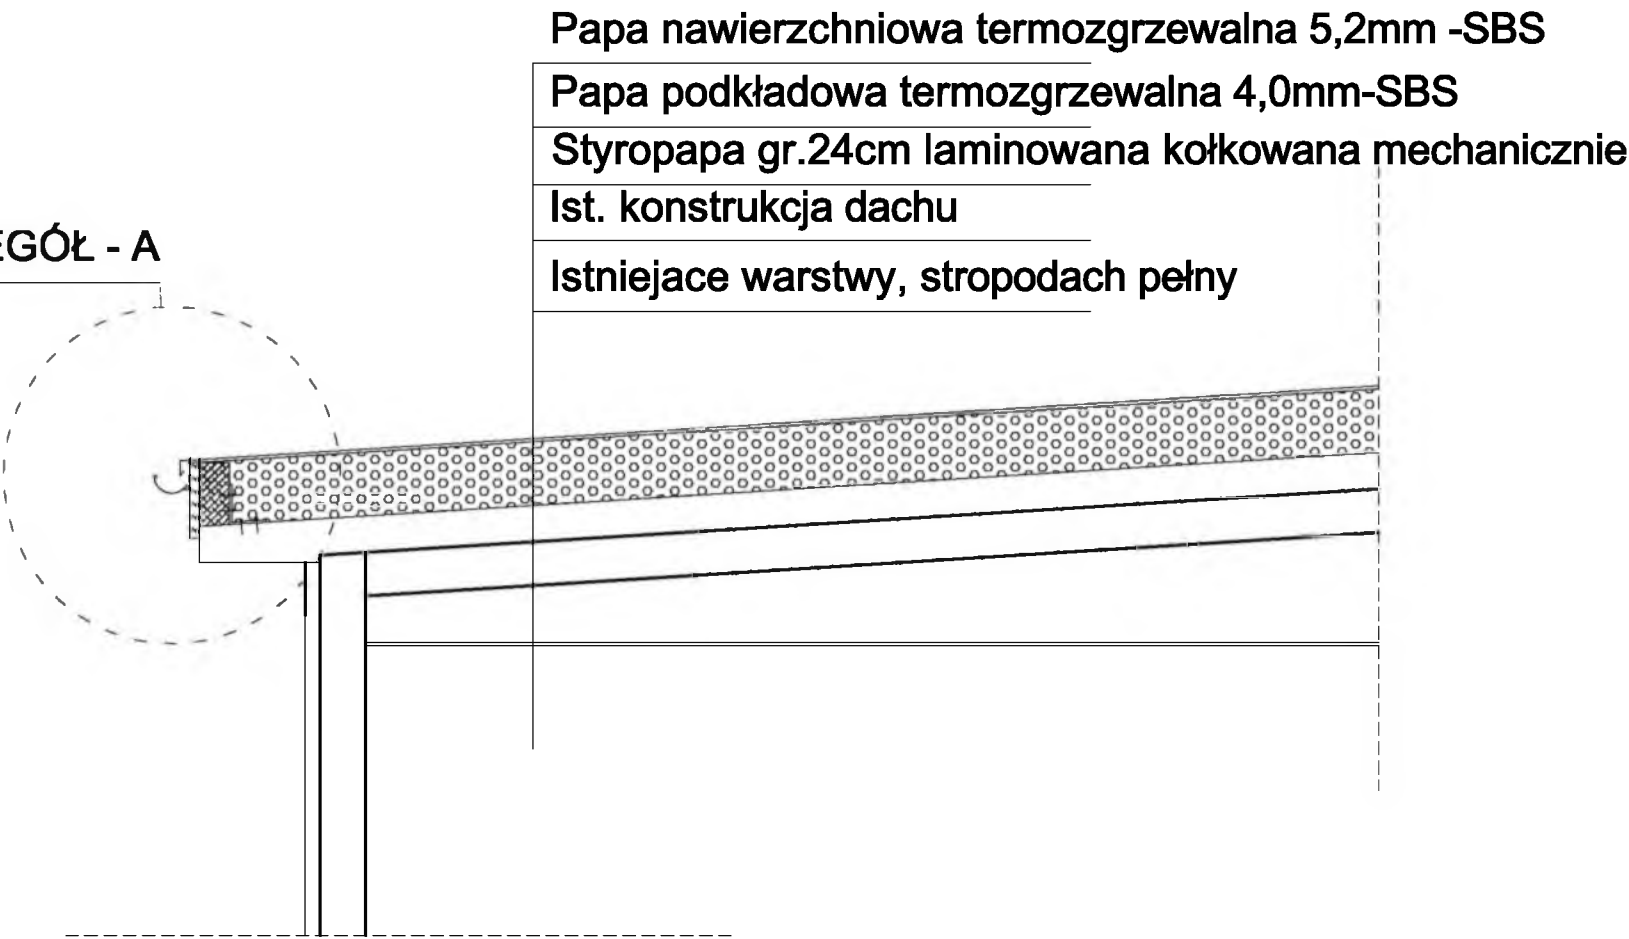 Papa nawierzchniowa termozgrzewalna 5,2mm -SBS
Papa podkładowa termozgrzewalna 4,0mm-SBS
Styropapa gr.24cm laminowana kołkowana mechanicznie
Ist. konstrukcja dachu
EGÓŁ - A
Istniejace warstwy, stropodach pełny